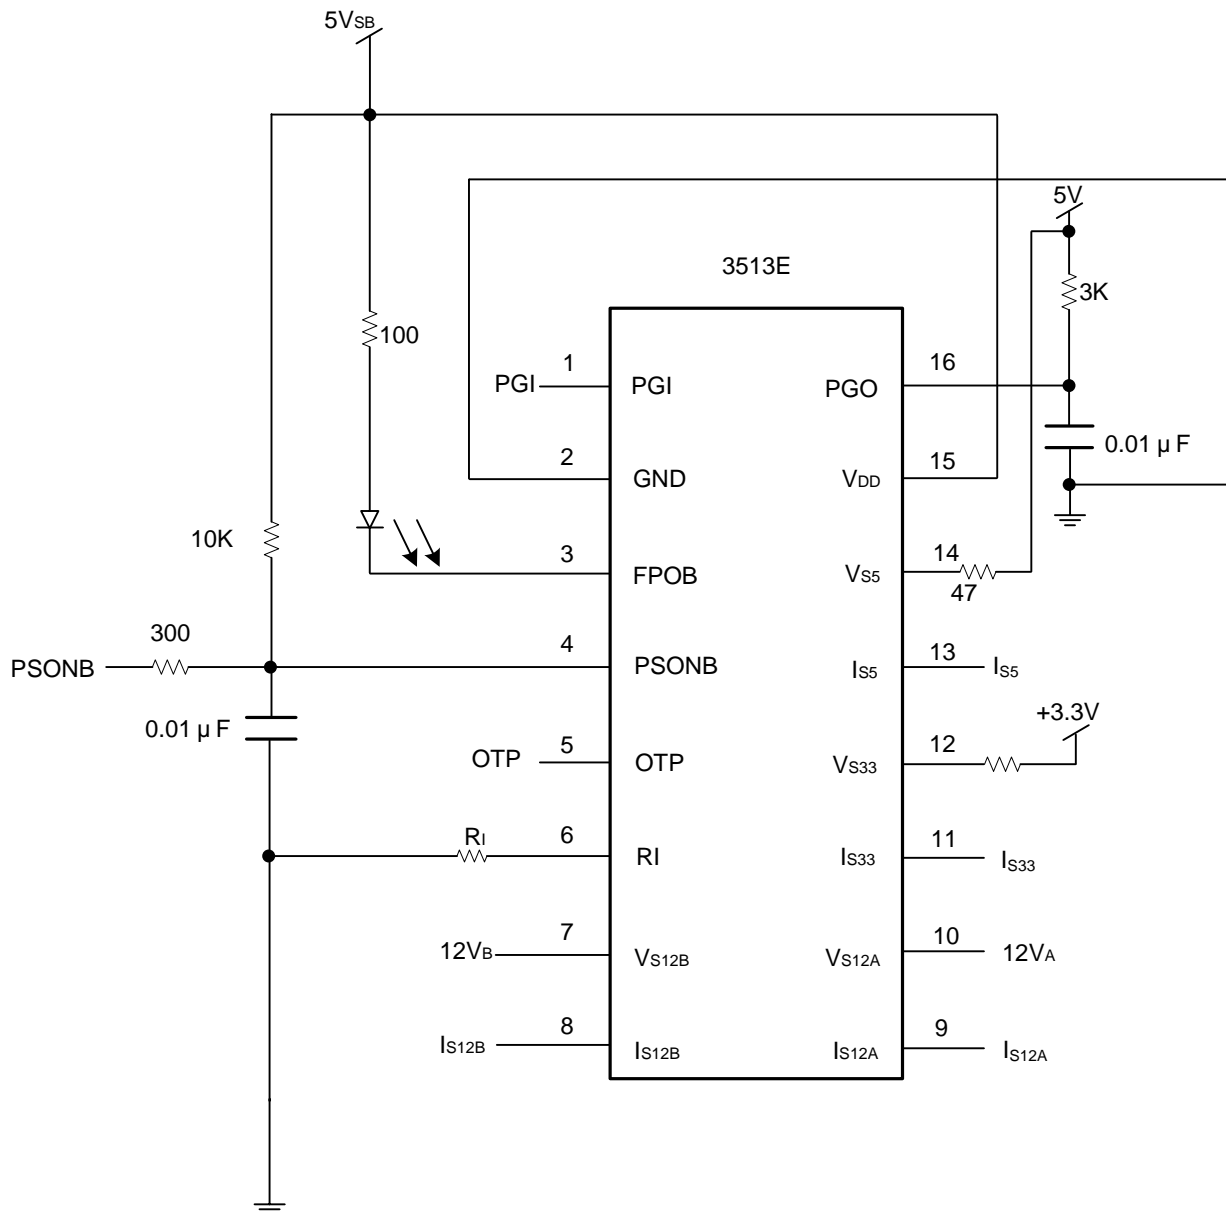 5VSB
5V
3513E
3K
100
1
PGI
PGI
PGO
16
0.01 μ F
2
GND
VDD
15
10K
3
FPOB
VS5
14
47
300
PSONB
4
PSONB
IS5
13
IS5
0.01 μ F
+3.3V
OTP
5
OTP
VS33
12
RI
6
RI
IS33
11
IS33
12VB
7
VS12B
VS12A
10
12VA
IS12B
8
IS12B
IS12A
9
IS12A